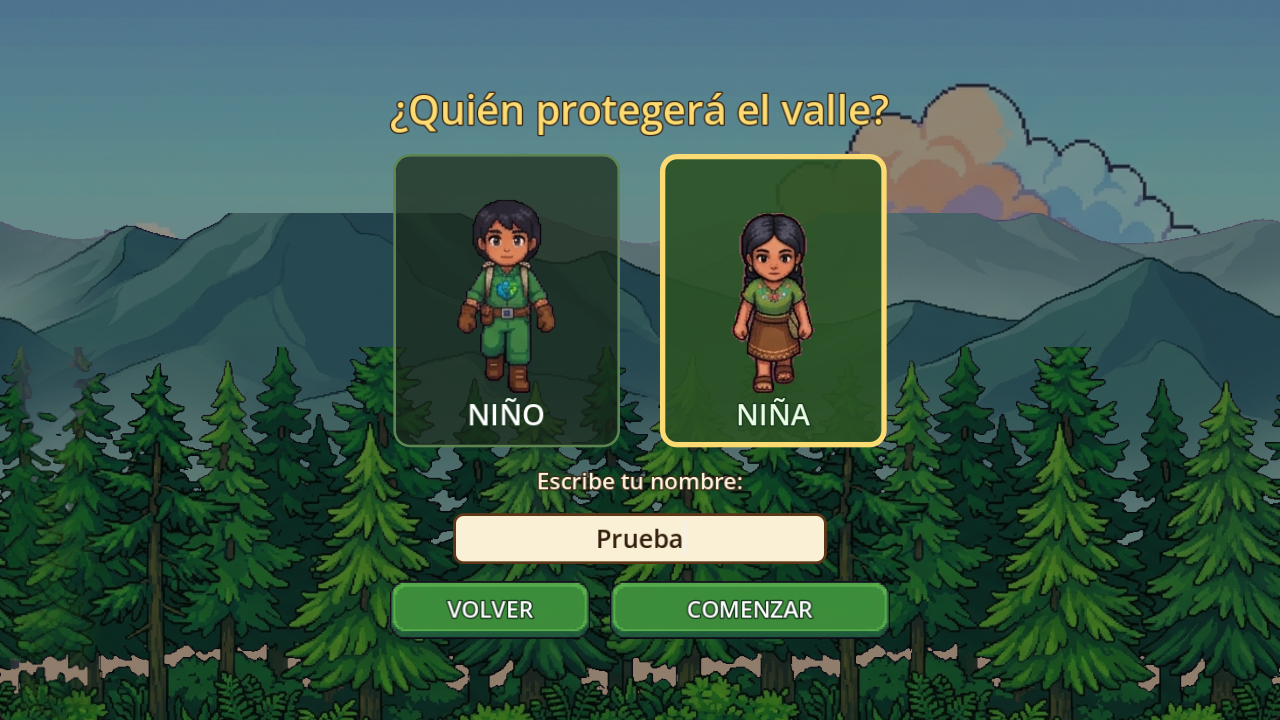 ¿Quién protegerá el valle?
NIÑO
NIÑA
Escribe tu nombre:
Prueba
VOLVER
COMENZAR